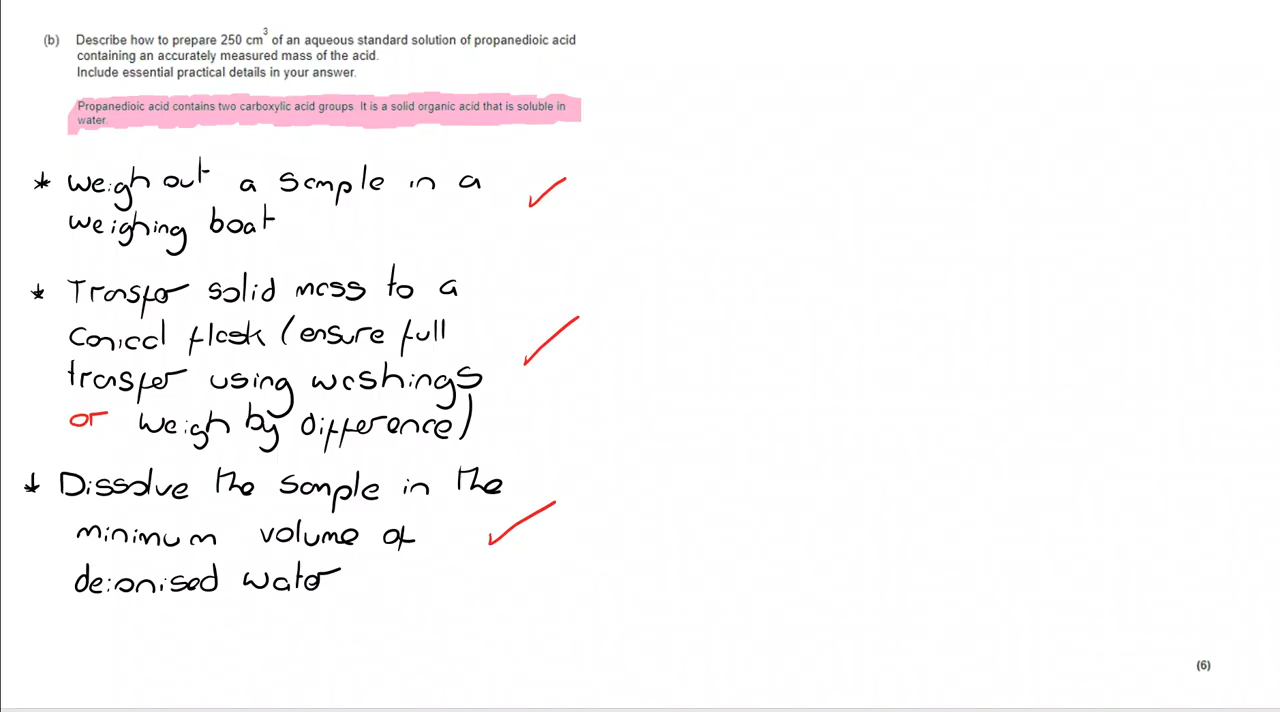 (b) Describe how to prepare 250 cm³ of an aqueous standard solution of propanedioic acid
containing an accurately measured mass of the acid.
Include essential practical details in your answer.
Propanedioic acid contains two carboxylic acid groups. It is a solid organic acid that is soluble in
water.
* Weigh out a sample in a
weighing boat
* Transfer solid mass to a
conical flask (ensure full
transfer using washings
or weigh by difference)
* Dissolve the sample in the
minimum volume of
deionised water
(6)